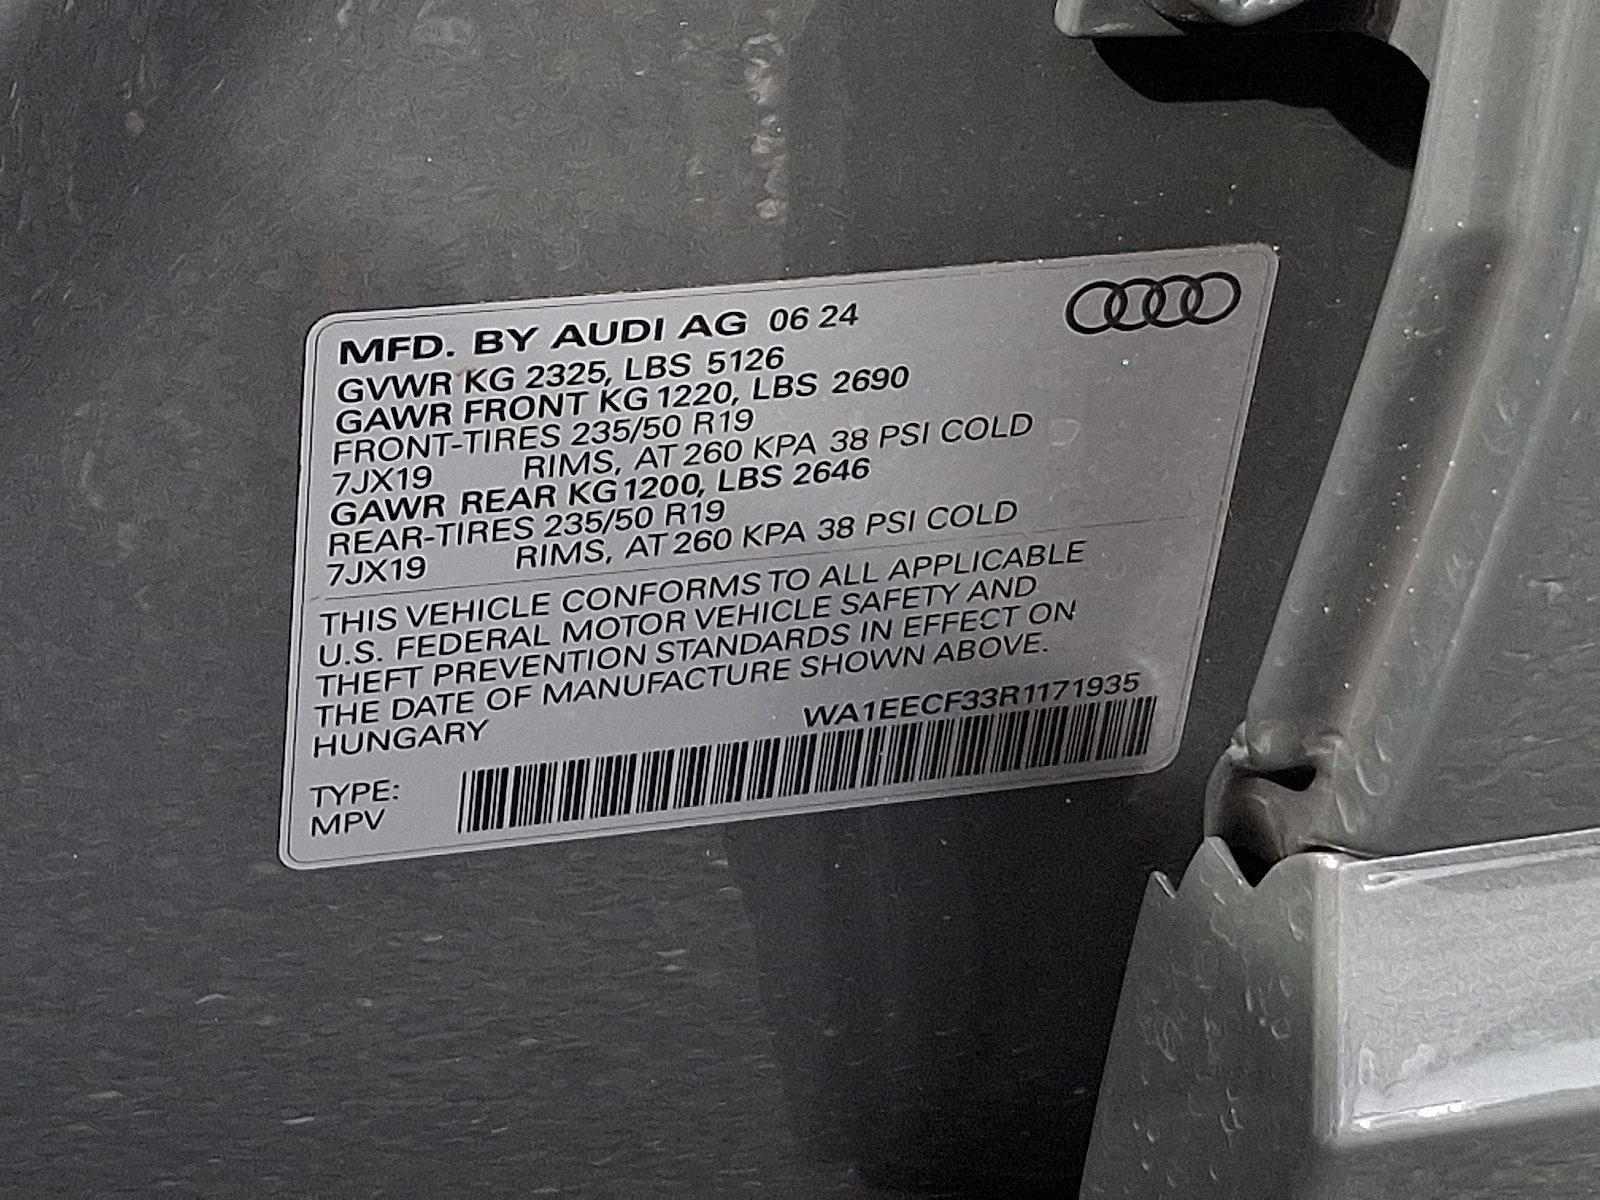 MFD. BY AUDI AG 06 24
GVWR KG 2325, LBS 5126
GAWR FRONT KG 1220, LBS 2690
FRONT-TIRES 235/50 R19
7JX19 RIMS, AT 260 KPA 38 PSI COLD
GAWR REAR KG 1200, LBS 2646
REAR-TIRES 235/50 R19
7JX19 RIMS, AT 260 KPA 38 PSI COLD
THIS VEHICLE CONFORMS TO ALL APPLICABLE
U.S. FEDERAL MOTOR VEHICLE SAFETY AND
THEFT PREVENTION STANDARDS IN EFFECT ON
THE DATE OF MANUFACTURE SHOWN ABOVE.
HUNGARY
WA1EECF33R1171935
TYPE:
MPV